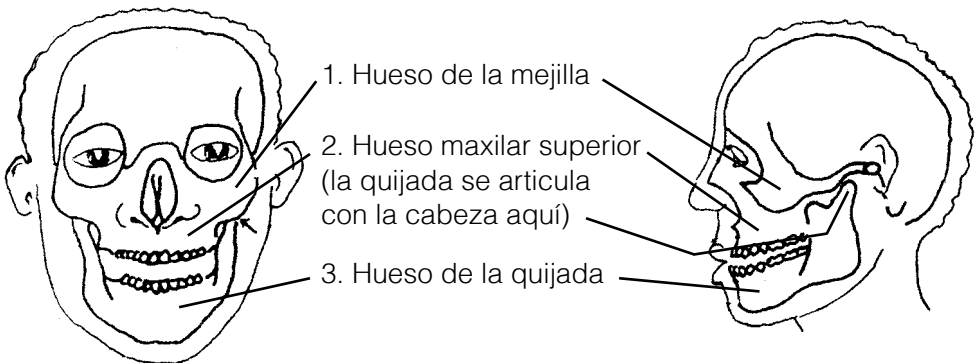 1. Hueso de la mejilla
2. Hueso maxilar superior
(la quijada se articula
con la cabeza aquí)
3. Hueso de la quijada